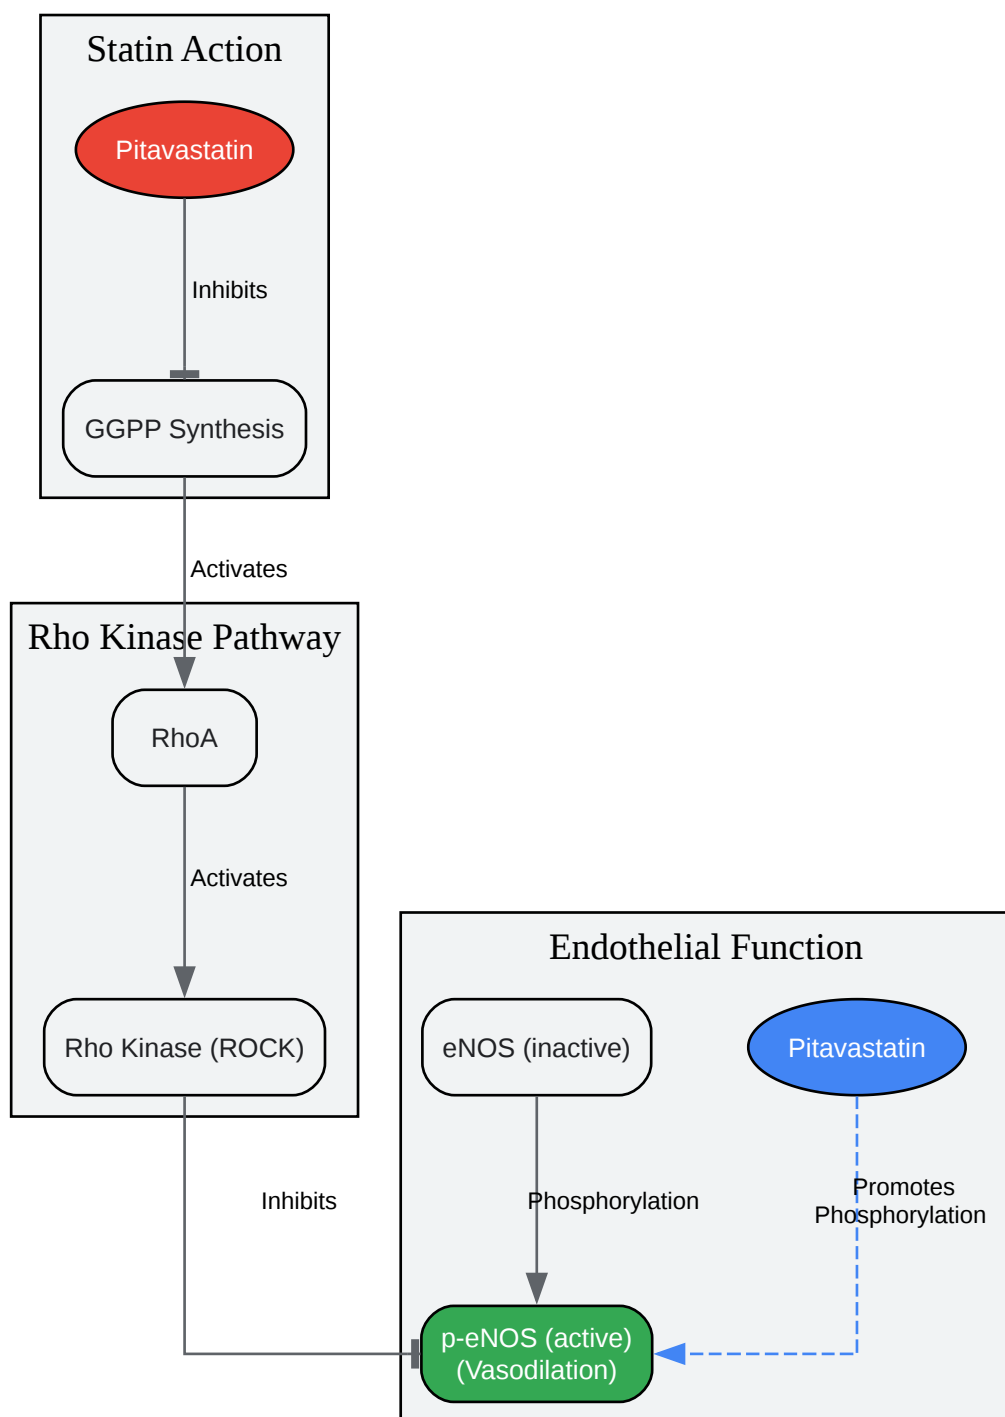 Statin Action
Pitavastatin
Inhibits
GGPP Synthesis
Activates
Rho Kinase Pathway
RhoA
Activates
Rho Kinase (ROCK)
Inhibits
Endothelial Function
eNOS (inactive)
Pitavastatin
Phosphorylation
Promotes
Phosphorylation
p-eNOS (active)
(Vasodilation)